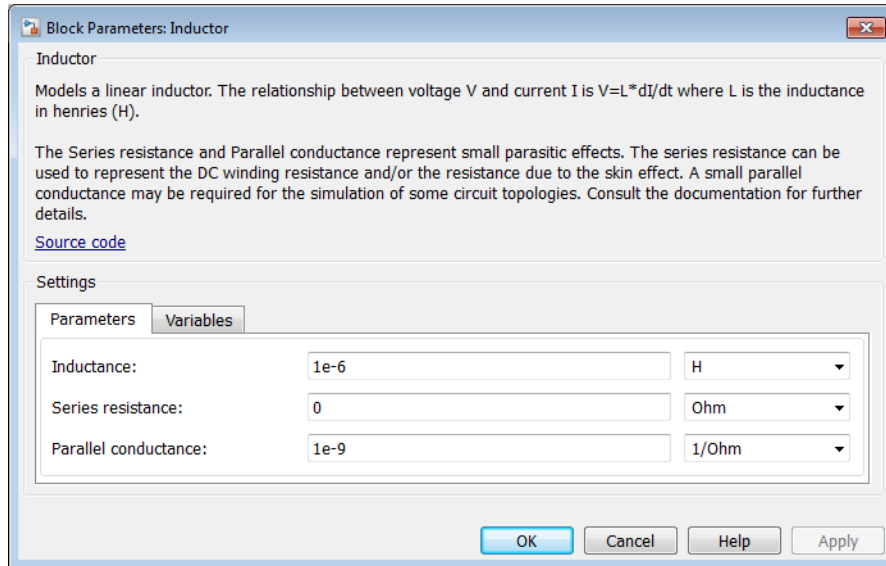 Block Parameters: Inductor
Inductor
Models a linear inductor. The relationship between voltage V and current I is V=L*dI/dt where L is the inductance
in henries (H).
The Series resistance and Parallel conductance represent small parasitic effects. The series resistance can be
used to represent the DC winding resistance and/or the resistance due to the skin effect. A small parallel
conductance may be required for the simulation of some circuit topologies. Consult the documentation for further
details.
Source code
Settings
Parameters Variables
Inductance: 1e-6 H
Series resistance: 0 Ohm
Parallel conductance: 1e-9 1/Ohm
OK Cancel Help Apply